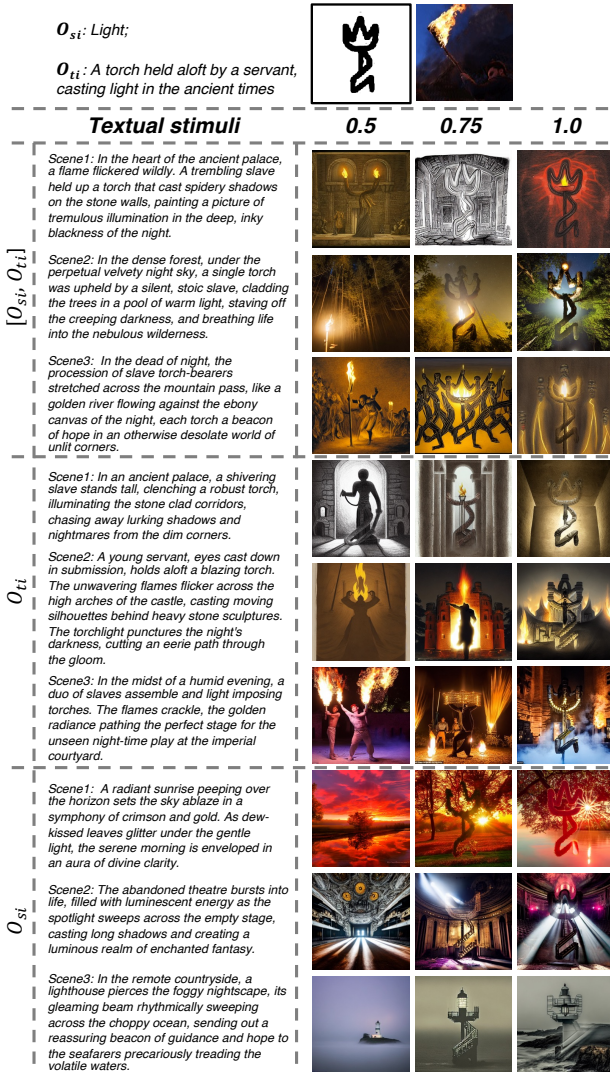 O_si: Light;
O_ti: A torch held aloft by a servant,
casting light in the ancient times
Textual stimuli 0.5 0.75 1.0
[O_si, O_ti]
Scene1: In the heart of the ancient palace,
a flame flickered wildly. A trembling slave
held up a torch that cast spidery shadows
on the stone walls, painting a picture of
tremulous illumination in the deep, inky
blackness of the night.
Scene2: In the dense forest, under the
perpetual velvety night sky, a single torch
was upheld by a silent, stoic slave, cladding
the trees in a pool of warm light, staving off
the creeping darkness, and breathing life
into the nebulous wilderness.
Scene3: In the dead of night, the
procession of slave torch-bearers
stretched across the mountain pass, like a
golden river flowing against the ebony
canvas of the night, each torch a beacon
of hope in an otherwise desolate world of
unlit corners.
O_ti
Scene1: In an ancient palace, a shivering
slave stands tall, clenching a robust torch,
illuminating the stone clad corridors,
chasing away lurking shadows and
nightmares from the dim corners.
Scene2: A young servant, eyes cast down
in submission, holds aloft a blazing torch.
The unwavering flames flicker across the
high arches of the castle, casting moving
silhouettes behind heavy stone sculptures.
The torchlight punctures the night's
darkness, cutting an eerie path through
the gloom.
Scene3: In the midst of a humid evening, a
duo of slaves assemble and light imposing
torches. The flames crackle, the golden
radiance pathing the perfect stage for the
unseen night-time play at the imperial
courtyard.
O_si
Scene1: A radiant sunrise peeping over
the horizon sets the sky ablaze in a
symphony of crimson and gold. As dew-
kissed leaves glitter under the gentle
light, the serene morning is enveloped in
an aura of divine clarity.
Scene2: The abandoned theatre bursts into
life, filled with luminescent energy as the
spotlight sweeps across the empty stage,
casting long shadows and creating a
luminous realm of enchanted fantasy.
Scene3: In the remote countryside, a
lighthouse pierces the foggy nightscape, its
gleaming beam rhythmically sweeping
across the choppy ocean, sending out a
reassuring beacon of guidance and hope to
the seafarers precariously treading the
volatile waters.